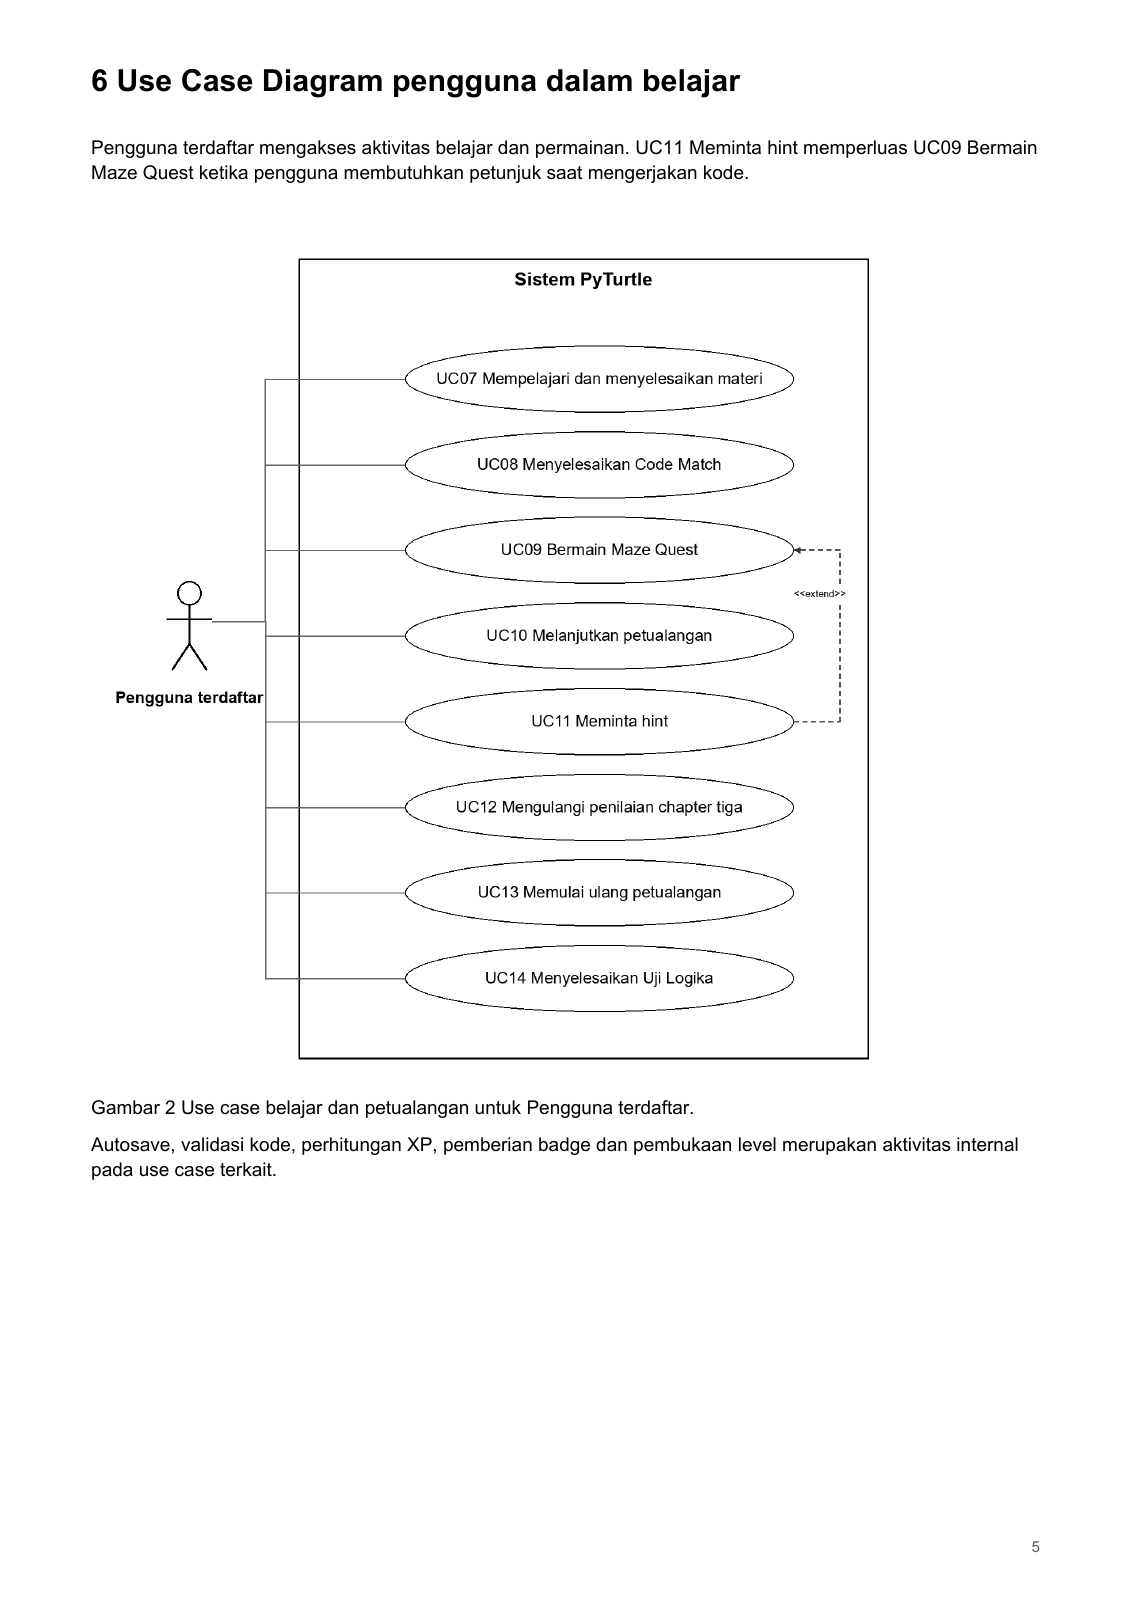 6 Use Case Diagram pengguna dalam belajar
Pengguna terdaftar mengakses aktivitas belajar dan permainan. UC11 Meminta hint memperluas UC09 Bermain
Maze Quest ketika pengguna membutuhkan petunjuk saat mengerjakan kode.
Sistem PyTurtle
UC07 Mempelajari dan menyelesaikan materi
UC08 Menyelesaikan Code Match
UC09 Bermain Maze Quest
<<extend>>
UC10 Melanjutkan petualangan
Pengguna terdaftar
UC11 Meminta hint
UC12 Mengulangi penilaian chapter tiga
UC13 Memulai ulang petualangan
UC14 Menyelesaikan Uji Logika
Gambar 2 Use case belajar dan petualangan untuk Pengguna terdaftar.
Autosave, validasi kode, perhitungan XP, pemberian badge dan pembukaan level merupakan aktivitas internal
pada use case terkait.
5